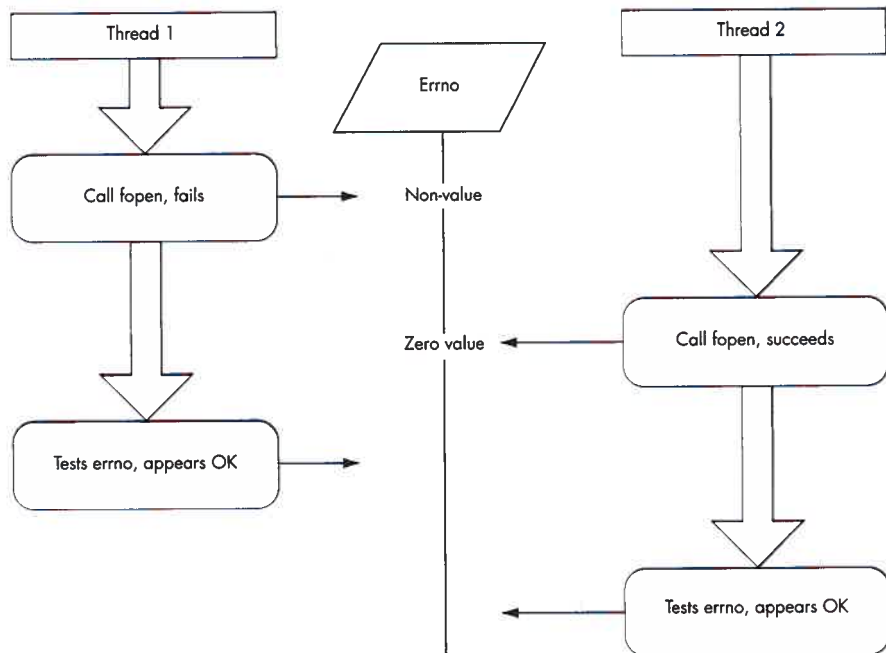 Thread 1
Thread 2
Errno
Call fopen, fails
Non-value
Zero value
Call fopen, succeeds
Tests errno, appears OK
Tests errno, appears OK